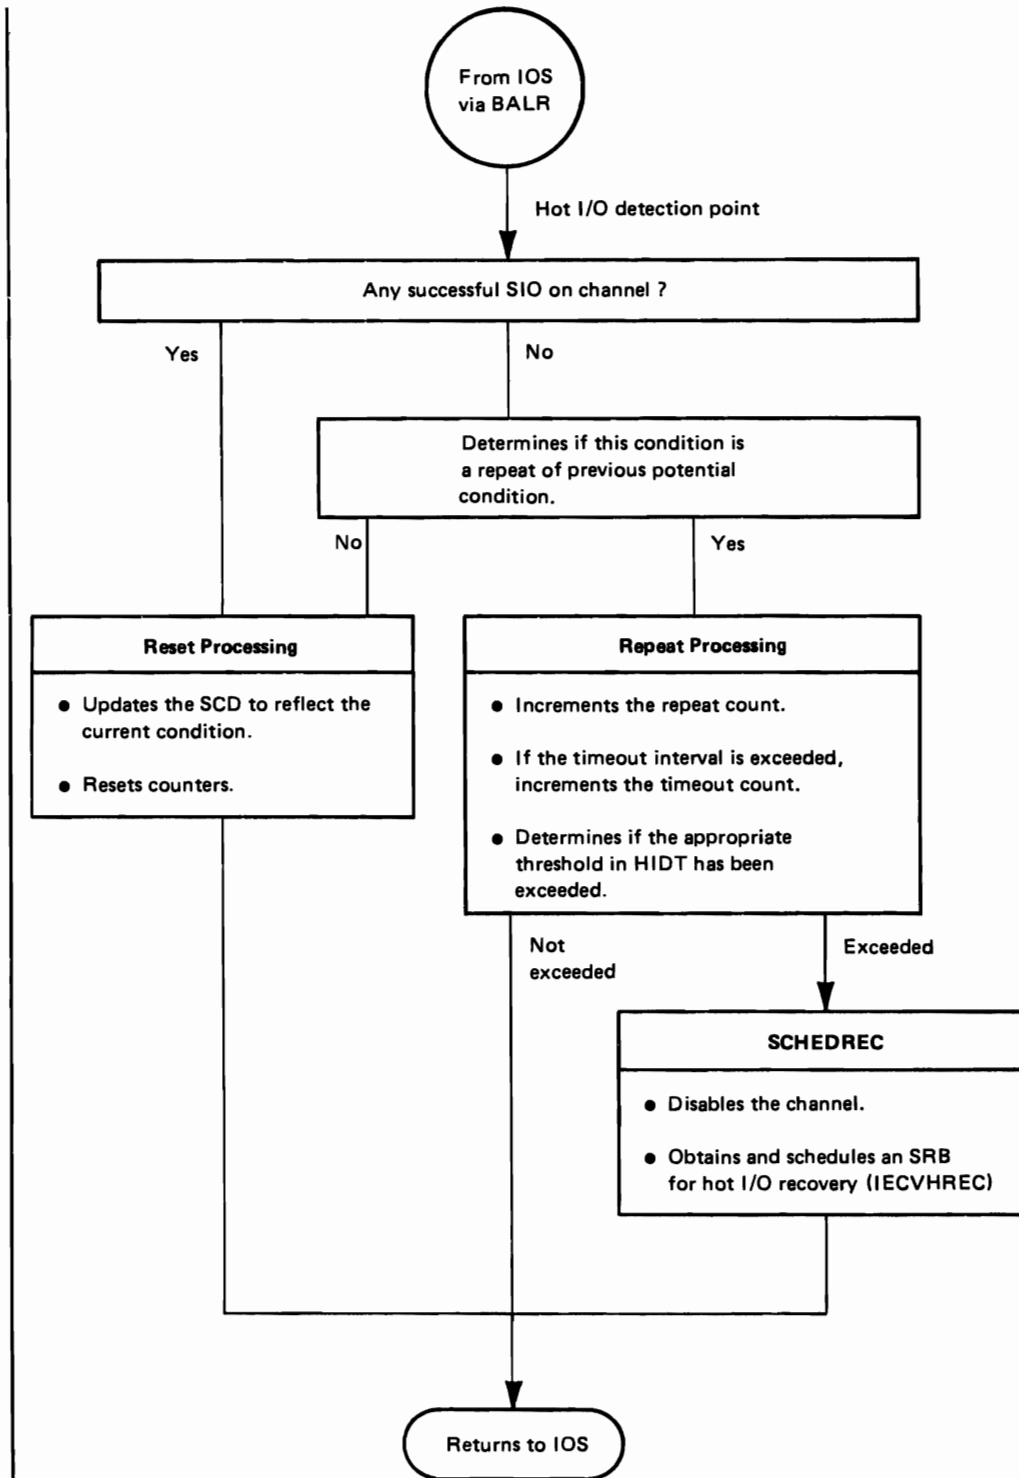 From IOS
via BALR
Hot I/O detection point
Any successful SIO on channel ?
Yes
No
Determines if this condition is
a repeat of previous potential
condition.
No
Yes
Reset Processing
● Updates the SCD to reflect the
current condition.
● Resets counters.
Repeat Processing
● Increments the repeat count.
● If the timeout interval is exceeded,
increments the timeout count.
● Determines if the appropriate
threshold in HIDT has been
exceeded.
Not
exceeded
Exceeded
SCHEDREC
● Disables the channel.
● Obtains and schedules an SRB
for hot I/O recovery (IECVHREC)
Returns to IOS